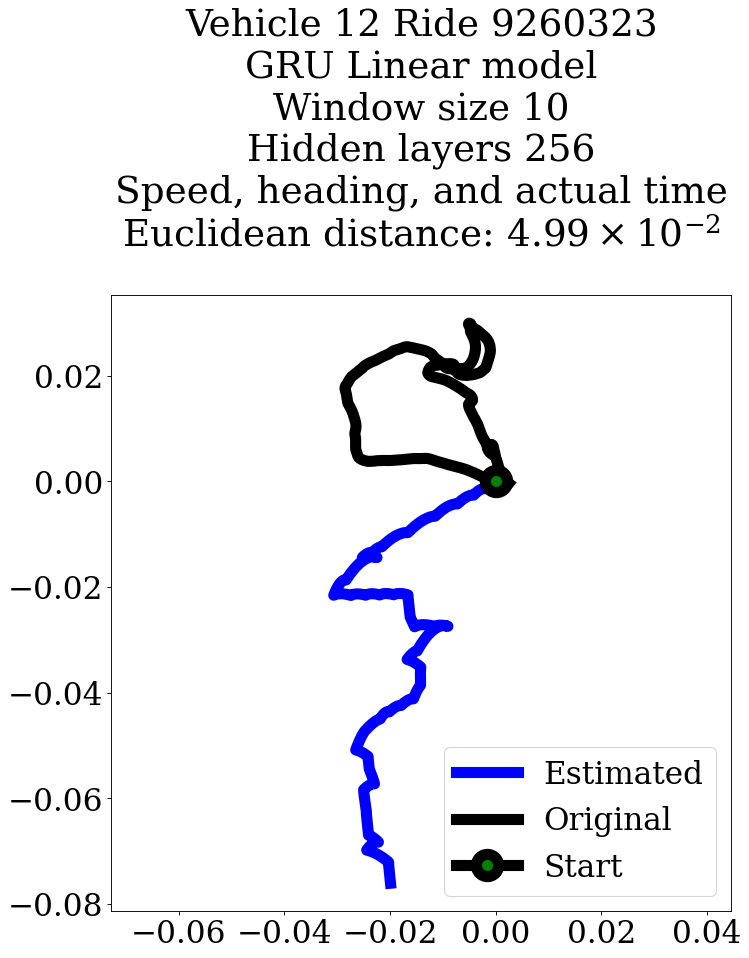 Vehicle 12 Ride 9260323
GRU Linear model
Window size 10
Hidden layers 256
Speed, heading, and actual time
Euclidean distance: 4.99 × 10⁻²
0.02
0.00
−0.02
−0.04
−0.06
−0.08
Estimated
Original
Start
−0.06 −0.04 −0.02 0.00 0.02 0.04